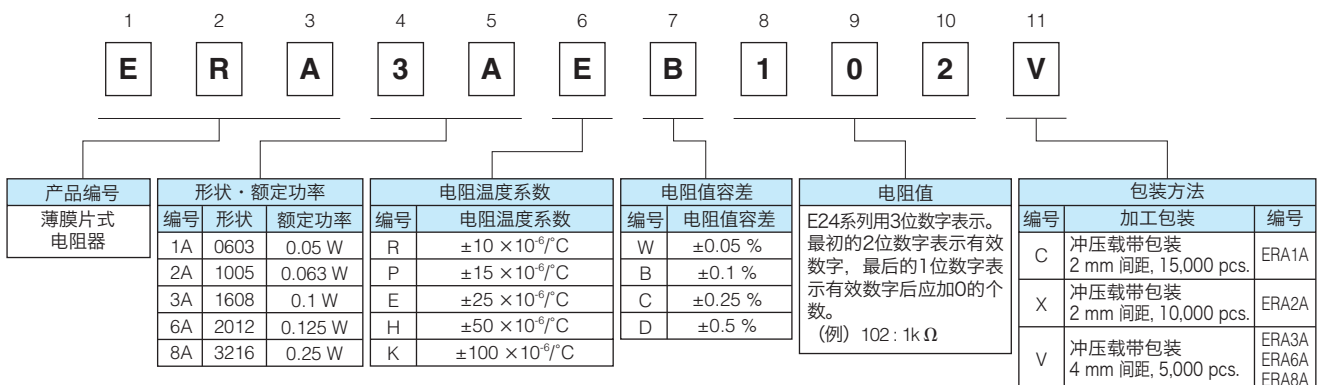 1 2 3 4 5 6 7 8 9 10 11
E R A 3 A E B 1 0 2 V
产品编号
薄膜片式
电阻器
形状・额定功率
编号 形状 额定功率
1A 0603 0.05 W
2A 1005 0.063 W
3A 1608 0.1 W
6A 2012 0.125 W
8A 3216 0.25 W
电阻温度系数
编号 电阻温度系数
R ±10 ×10⁻⁶/°C
P ±15 ×10⁻⁶/°C
E ±25 ×10⁻⁶/°C
H ±50 ×10⁻⁶/°C
K ±100 ×10⁻⁶/°C
电阻值容差
编号 电阻值容差
W ±0.05 %
B ±0.1 %
C ±0.25 %
D ±0.5 %
电阻值
E24系列用3位数字表示。
最初的2位数字表示有效
数字，最后的1位数字表
示有效数字后应加0的个
数。
（例）102 : 1k Ω
包装方法
编号 加工包装 编号
C 冲压载带包装 ERA1A
2 mm 间距, 15,000 pcs.
X 冲压载带包装 ERA2A
2 mm 间距, 10,000 pcs.
V 冲压载带包装
4 mm 间距, 5,000 pcs.
ERA3A
ERA6A
ERA8A